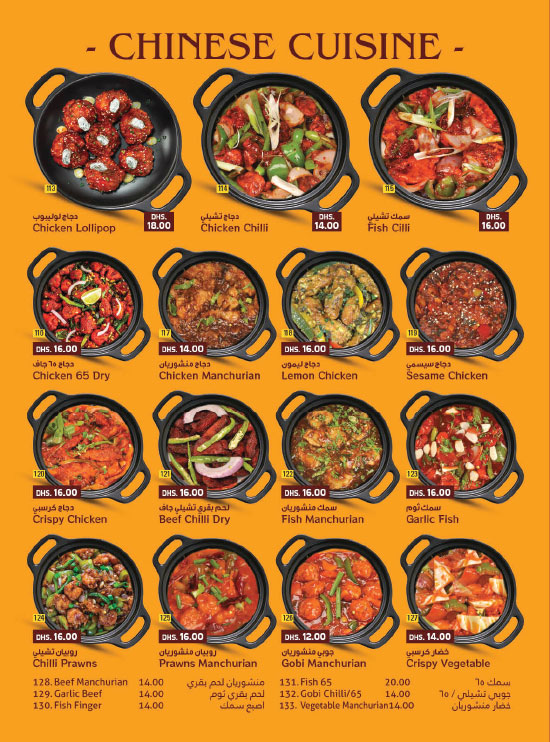 - CHINESE CUISINE -
113
دجاج لوليبوب
Chicken Lollipop
DHS.
18.00
114
دجاج تشيلي
Chicken Chilli
DHS.
14.00
115
سمك تشيلي
Fish Cilli
DHS.
16.00
116
DHS. 16.00
دجاج ٦٥ جاف
Chicken 65 Dry
117
DHS. 14.00
دجاج منشوريان
Chicken Manchurian
118
DHS. 16.00
دجاج ليمون
Lemon Chicken
119
DHS. 16.00
دجاج سيسمي
Sesame Chicken
120
DHS. 16.00
دجاج كرسبي
Crispy Chicken
121
DHS. 16.00
لحم بقري تشيلي جاف
Beef Chilli Dry
122
DHS. 16.00
سمك منشوريان
Fish Manchurian
123
DHS. 16.00
سمك ثوم
Garlic Fish
124
DHS. 16.00
روبيان تشيلي
Chilli Prawns
125
DHS. 16.00
روبيان منشوريان
Prawns Manchurian
126
DHS. 12.00
جوبي منشوريان
Gobi Manchurian
127
DHS. 14.00
خضار كرسبي
Crispy Vegetable
128. Beef Manchurian 14.00 منشوريان لحم بقري
129. Garlic Beef 14.00 لحم بقري ثوم
130. Fish Finger 14.00 اصبع سمك
131. Fish 65 20.00 سمك ٦٥
132. Gobi Chilli/65 14.00 جوبي تشيلي / ٦٥
133. Vegetable Manchurian 14.00 خضار منشوريان